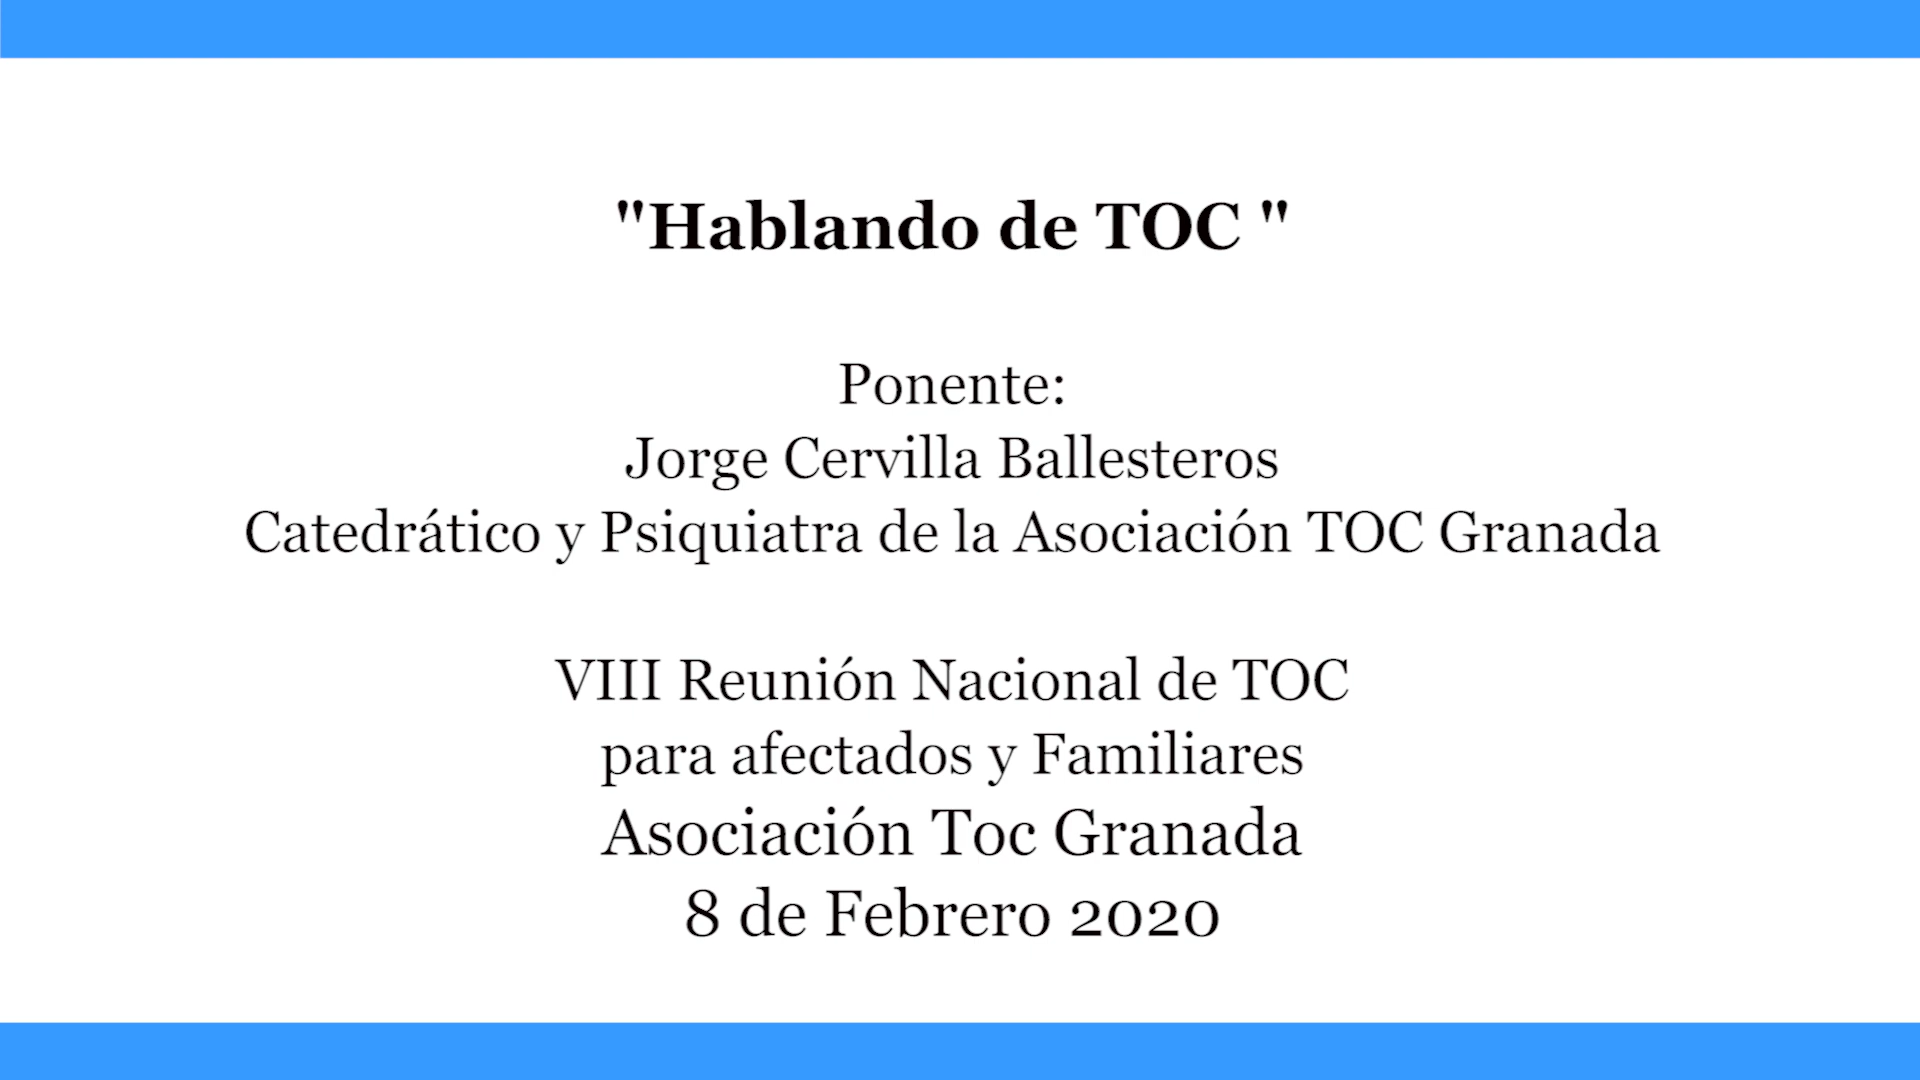 "Hablando de TOC "
Ponente:
Jorge Cervilla Ballesteros
Catedrático y Psiquiatra de la Asociación TOC Granada
VIII Reunión Nacional de TOC
para afectados y Familiares
Asociación Toc Granada
8 de Febrero 2020